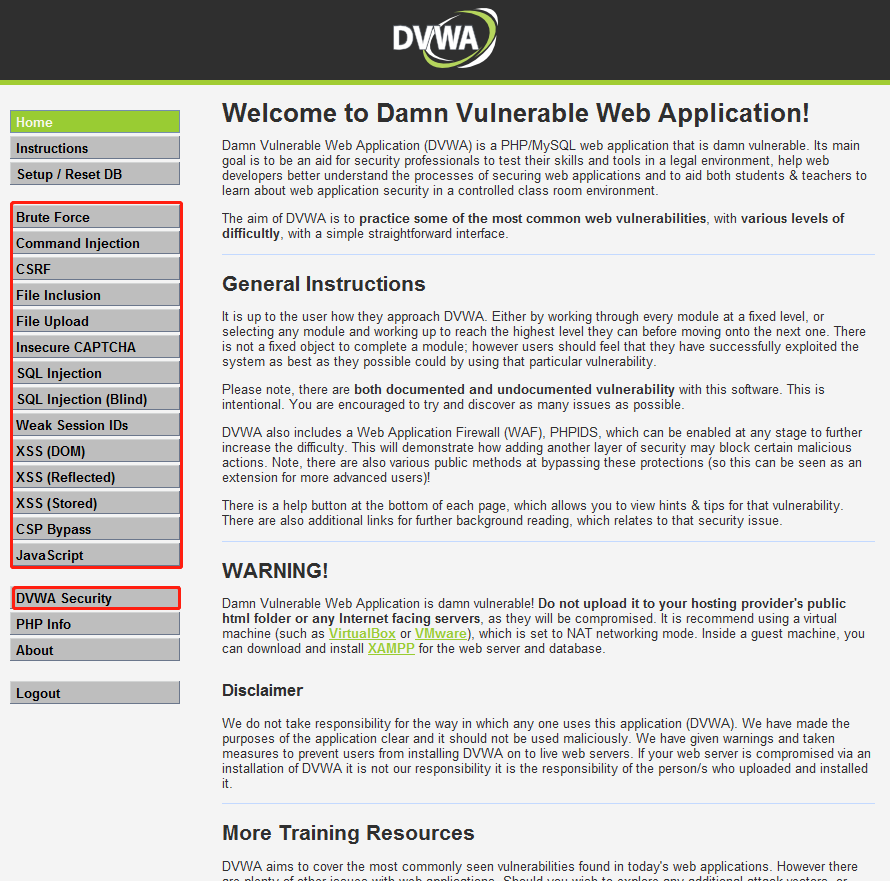 DVWA
Home
Instructions
Setup / Reset DB
Brute Force
Command Injection
CSRF
File Inclusion
File Upload
Insecure CAPTCHA
SQL Injection
SQL Injection (Blind)
Weak Session IDs
XSS (DOM)
XSS (Reflected)
XSS (Stored)
CSP Bypass
JavaScript
DVWA Security
PHP Info
About
Logout
Welcome to Damn Vulnerable Web Application!
Damn Vulnerable Web Application (DVWA) is a PHP/MySQL web application that is damn vulnerable. Its main
goal is to be an aid for security professionals to test their skills and tools in a legal environment, help web
developers better understand the processes of securing web applications and to aid both students & teachers to
learn about web application security in a controlled class room environment.
The aim of DVWA is to practice some of the most common web vulnerabilities, with various levels of
difficultly, with a simple straightforward interface.
General Instructions
It is up to the user how they approach DVWA. Either by working through every module at a fixed level, or
selecting any module and working up to reach the highest level they can before moving onto the next one. There
is not a fixed object to complete a module; however users should feel that they have successfully exploited the
system as best as they possible could by using that particular vulnerability.
Please note, there are both documented and undocumented vulnerability with this software. This is
intentional. You are encouraged to try and discover as many issues as possible.
DVWA also includes a Web Application Firewall (WAF), PHPIDS, which can be enabled at any stage to further
increase the difficulty. This will demonstrate how adding another layer of security may block certain malicious
actions. Note, there are also various public methods at bypassing these protections (so this can be seen as an
extension for more advanced users)!
There is a help button at the bottom of each page, which allows you to view hints & tips for that vulnerability.
There are also additional links for further background reading, which relates to that security issue.
WARNING!
Damn Vulnerable Web Application is damn vulnerable! Do not upload it to your hosting provider's public
html folder or any Internet facing servers, as they will be compromised. It is recommend using a virtual
machine (such as VirtualBox or VMware), which is set to NAT networking mode. Inside a guest machine, you
can download and install XAMPP for the web server and database.
Disclaimer
We do not take responsibility for the way in which any one uses this application (DVWA). We have made the
purposes of the application clear and it should not be used maliciously. We have given warnings and taken
measures to prevent users from installing DVWA on to live web servers. If your web server is compromised via an
installation of DVWA it is not our responsibility it is the responsibility of the person/s who uploaded and installed
it.
More Training Resources
DVWA aims to cover the most commonly seen vulnerabilities found in today's web applications. However there
are plenty of other issues with web applications. Should you wish to explore any additional attack vectors, or